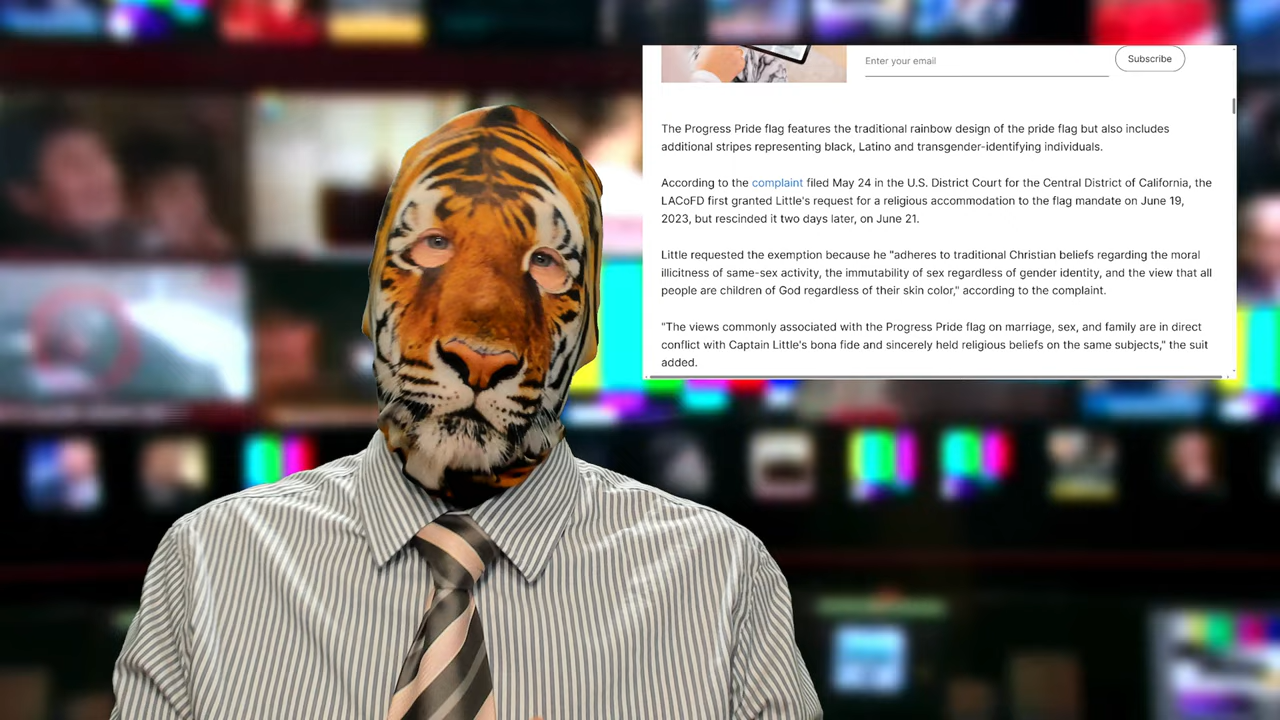 Enter your email
Subscribe
The Progress Pride flag features the traditional rainbow design of the pride flag but also includes
additional stripes representing black, Latino and transgender-identifying individuals.
According to the complaint filed May 24 in the U.S. District Court for the Central District of California, the
LACoFD first granted Little's request for a religious accommodation to the flag mandate on June 19,
2023, but rescinded it two days later, on June 21.
Little requested the exemption because he "adheres to traditional Christian beliefs regarding the moral
illicitness of same-sex activity, the immutability of sex regardless of gender identity, and the view that all
people are children of God regardless of their skin color," according to the complaint.
"The views commonly associated with the Progress Pride flag on marriage, sex, and family are in direct
conflict with Captain Little's bona fide and sincerely held religious beliefs on the same subjects," the suit
added.